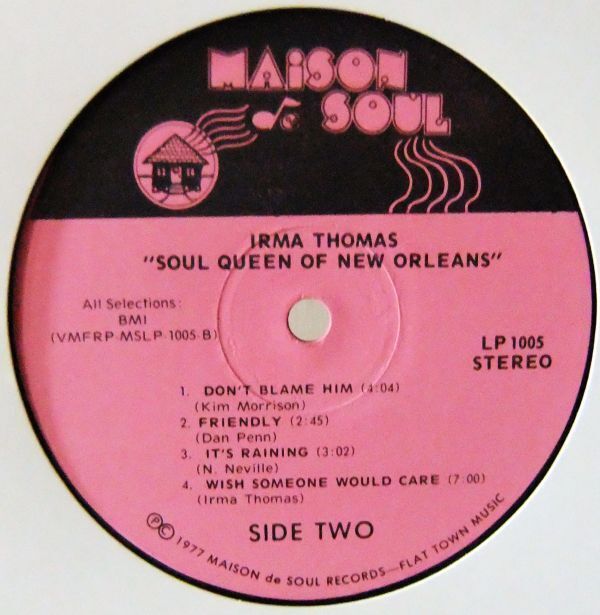 MAISON
de
SOUL
IRMA THOMAS
"SOUL QUEEN OF NEW ORLEANS"
All Selections:
BMI
(VMFRP-MSLP-1005-B)
LP 1005
STEREO
1. DON'T BLAME HIM (4:04)
(Kim Morrison)
2. FRIENDLY (2:45)
(Dan Penn)
3. IT'S RAINING (3:02)
(N. Neville)
4. WISH SOMEONE WOULD CARE (7:00)
(Irma Thomas)
SIDE TWO
Ⓟ© 1977 MAISON de SOUL RECORDS—FLAT TOWN MUSIC